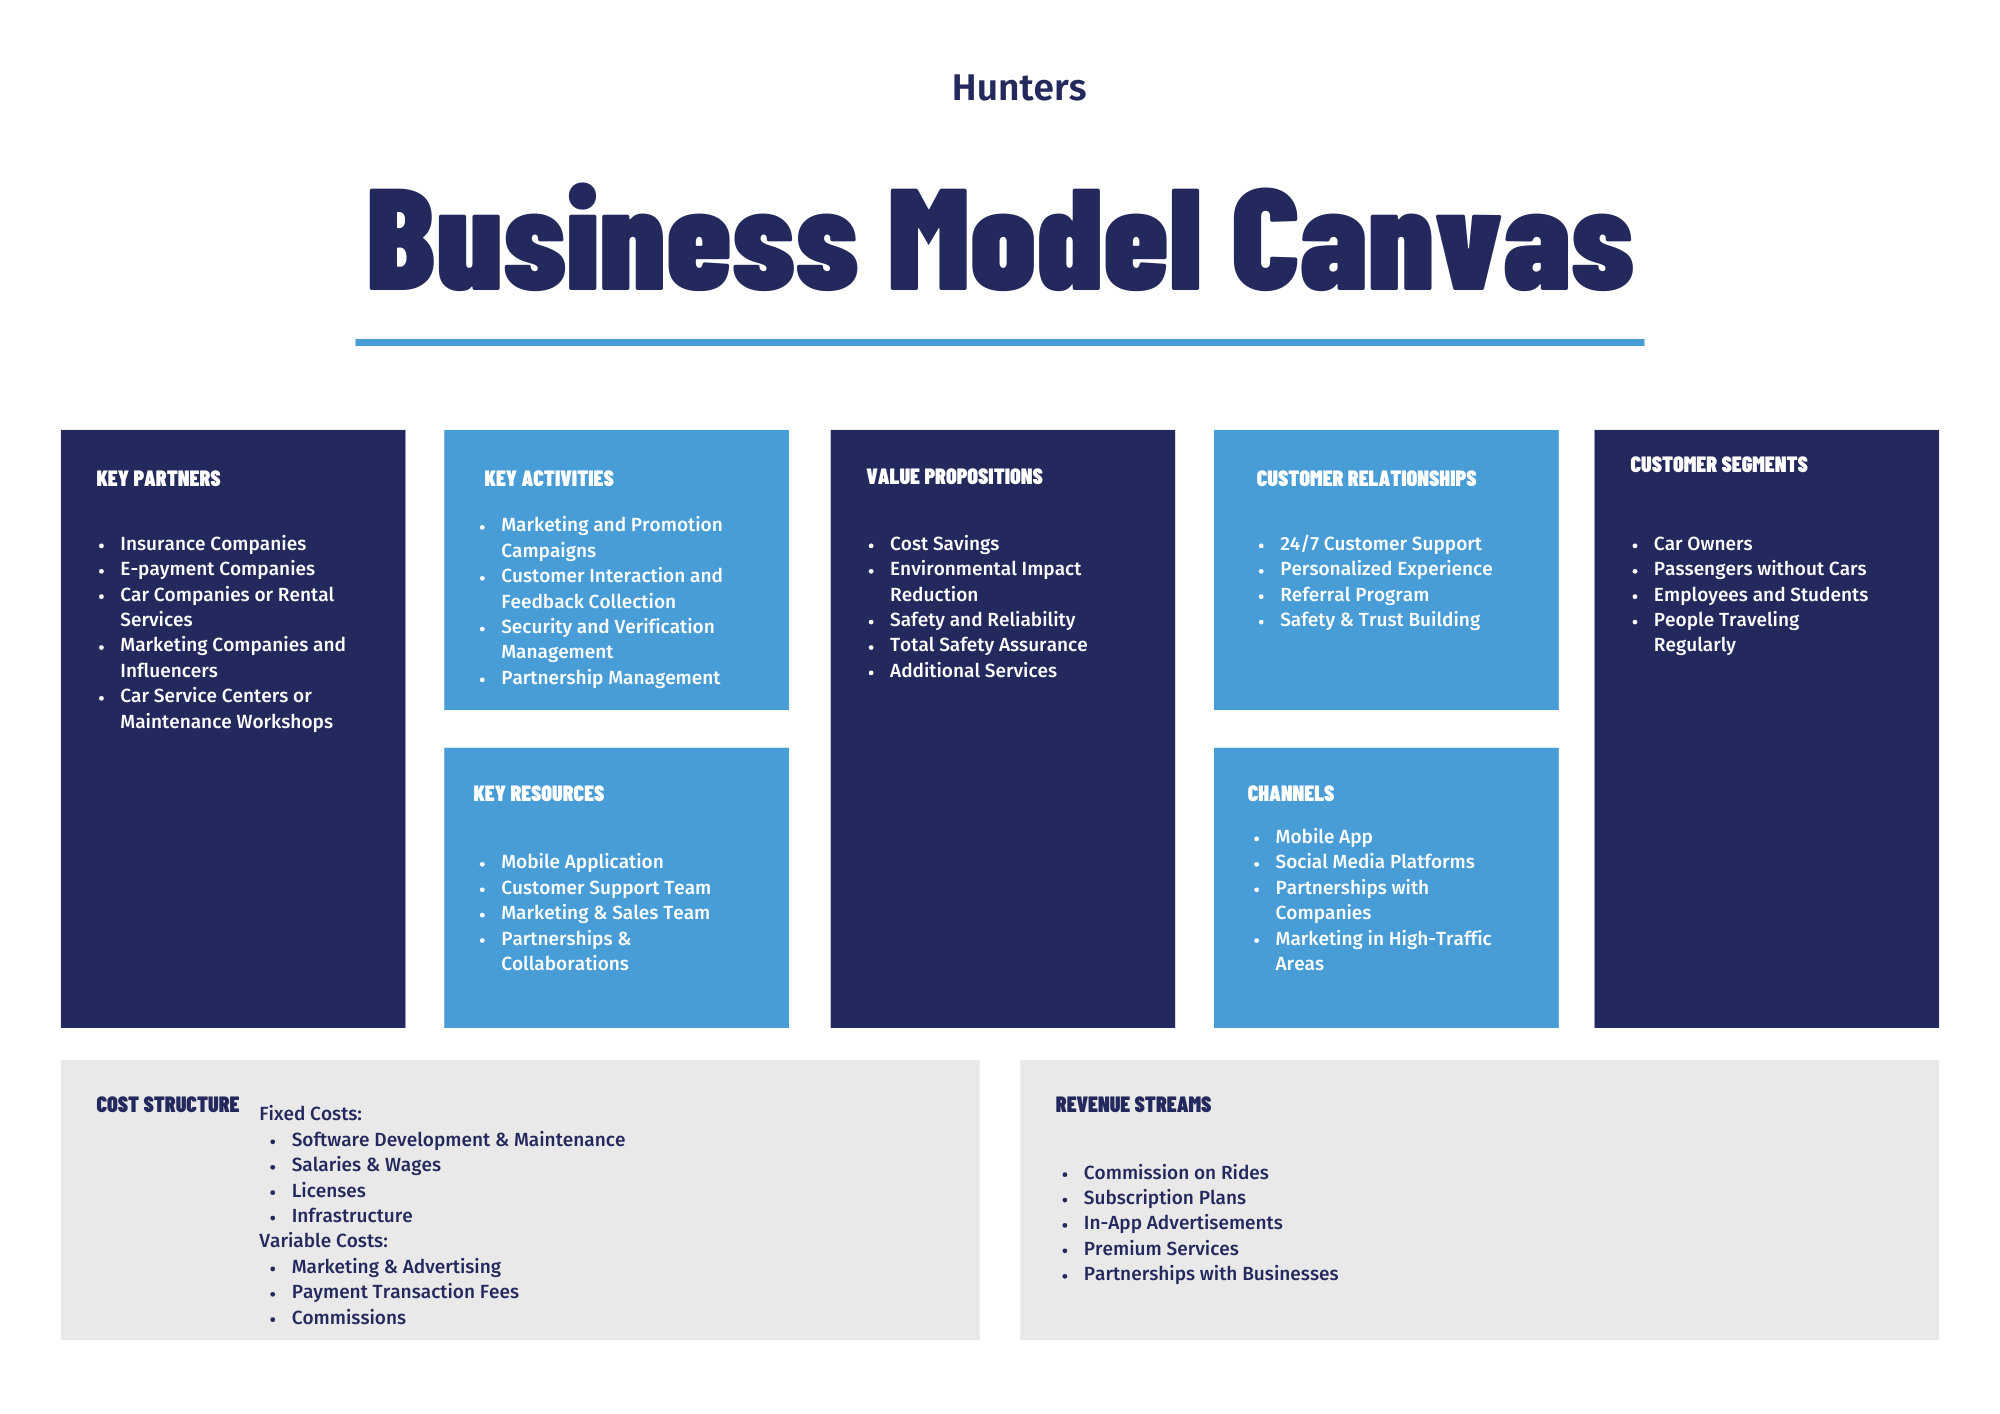 Hunters
Business Model Canvas
KEY PARTNERS
• Insurance Companies
• E-payment Companies
• Car Companies or Rental
Services
• Marketing Companies and
Influencers
• Car Service Centers or
Maintenance Workshops
KEY ACTIVITIES
• Marketing and Promotion
Campaigns
• Customer Interaction and
Feedback Collection
• Security and Verification
Management
• Partnership Management
KEY RESOURCES
• Mobile Application
• Customer Support Team
• Marketing & Sales Team
• Partnerships &
Collaborations
VALUE PROPOSITIONS
• Cost Savings
• Environmental Impact
Reduction
• Safety and Reliability
• Total Safety Assurance
• Additional Services
CUSTOMER RELATIONSHIPS
• 24/7 Customer Support
• Personalized Experience
• Referral Program
• Safety & Trust Building
CHANNELS
• Mobile App
• Social Media Platforms
• Partnerships with
Companies
• Marketing in High-Traffic
Areas
CUSTOMER SEGMENTS
• Car Owners
• Passengers without Cars
• Employees and Students
• People Traveling
Regularly
COST STRUCTURE
Fixed Costs:
• Software Development & Maintenance
• Salaries & Wages
• Licenses
• Infrastructure
Variable Costs:
• Marketing & Advertising
• Payment Transaction Fees
• Commissions
REVENUE STREAMS
• Commission on Rides
• Subscription Plans
• In-App Advertisements
• Premium Services
• Partnerships with Businesses